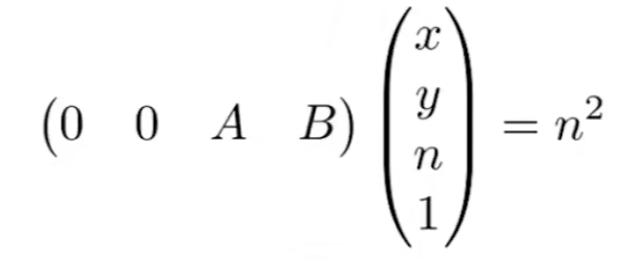 (0 0 A B) (x y n 1) = n²